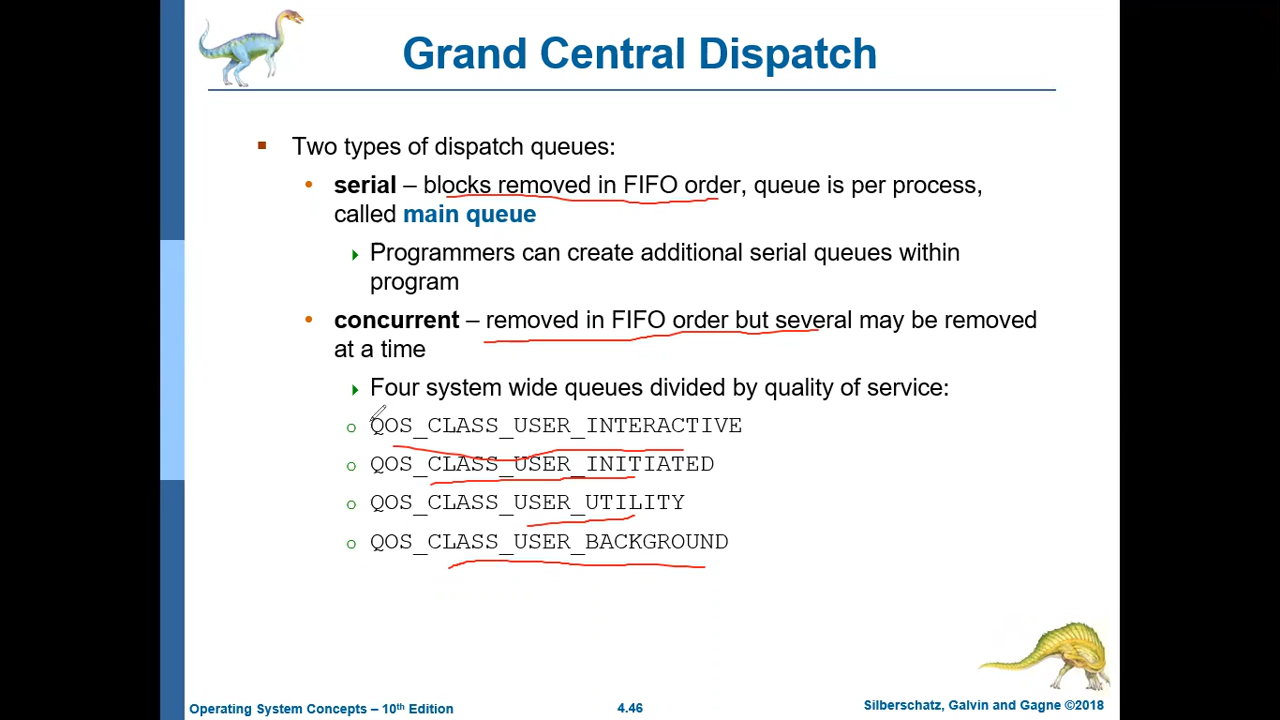 Grand Central Dispatch
Two types of dispatch queues:
serial – blocks removed in FIFO order, queue is per process,
called main queue
Programmers can create additional serial queues within
program
concurrent – removed in FIFO order but several may be removed
at a time
Four system wide queues divided by quality of service:
QOS_CLASS_USER_INTERACTIVE
QOS_CLASS_USER_INITIATED
QOS_CLASS_USER_UTILITY
QOS_CLASS_USER_BACKGROUND
Operating System Concepts – 10th Edition
4.46
Silberschatz, Galvin and Gagne ©2018